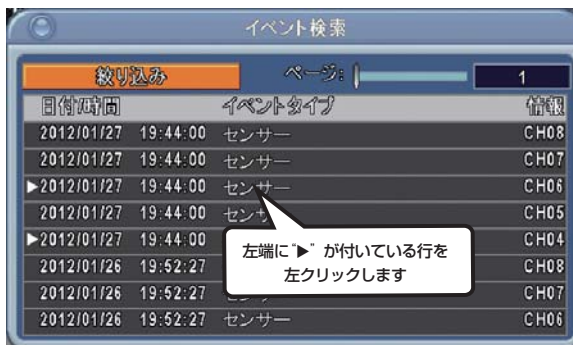 イベント検索
絞り込み ページ: 1
日付/時間 イベントタイプ 情報
2012/01/27 19:44:00 センサー CH08
2012/01/27 19:44:00 センサー CH07
▶2012/01/27 19:44:00 センサー CH06
2012/01/27 19:44:00 センサ CH05
▶2012/01/27 19:44:00 CH04
2012/01/26 19:52:27 CH08
2012/01/26 19:52:27 CH07
2012/01/26 19:52:27 センサー CH06
左端に“▶”が付いている行を
左クリックします